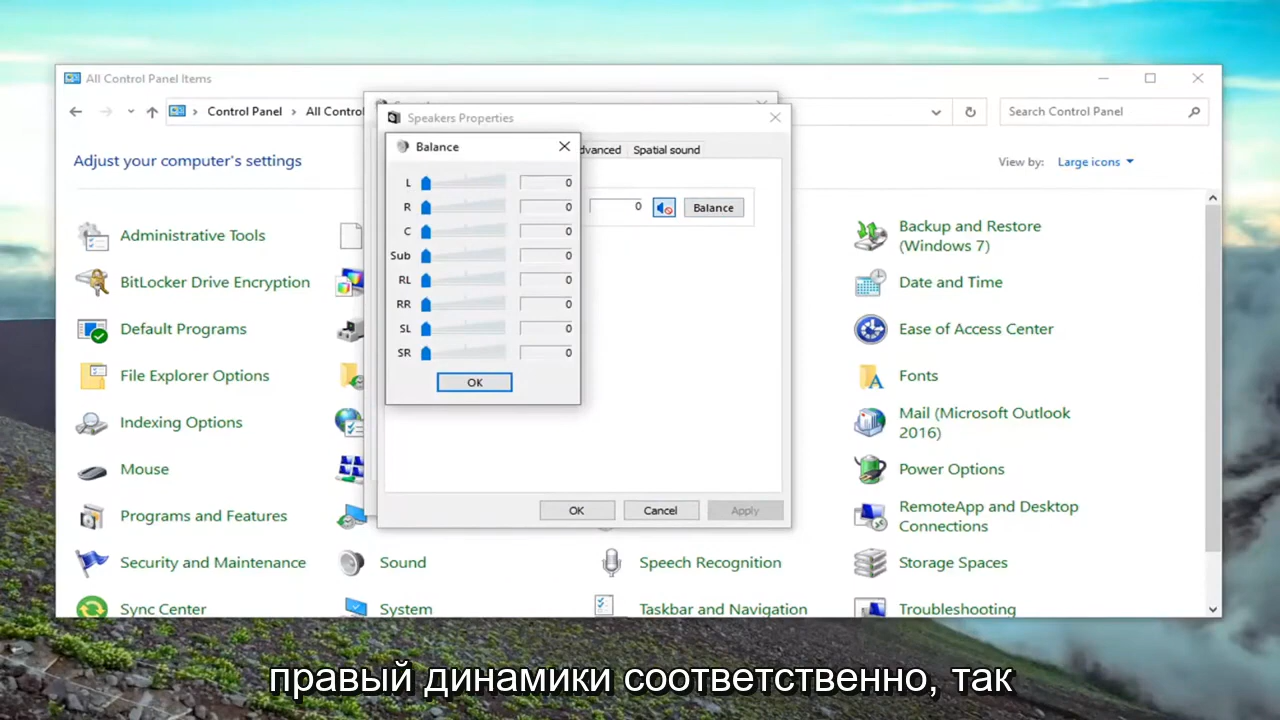 All Control Panel Items
Control Panel > All Control
Search Control Panel
Adjust your computer's settings
View by: Large icons
Speakers Properties
dvanced Spatial sound
0 Balance
OK Cancel Apply
Balance
L 0
R 0
C 0
Sub 0
RL 0
RR 0
SL 0
SR 0
OK
Administrative Tools
BitLocker Drive Encryption
Default Programs
File Explorer Options
Indexing Options
Mouse
Programs and Features
Security and Maintenance
Sync Center
Sound
System
Speech Recognition
Taskbar and Navigation
Backup and Restore
(Windows 7)
Date and Time
Ease of Access Center
Fonts
Mail (Microsoft Outlook
2016)
Power Options
RemoteApp and Desktop
Connections
Storage Spaces
Troubleshooting
правый динамики соответственно, так